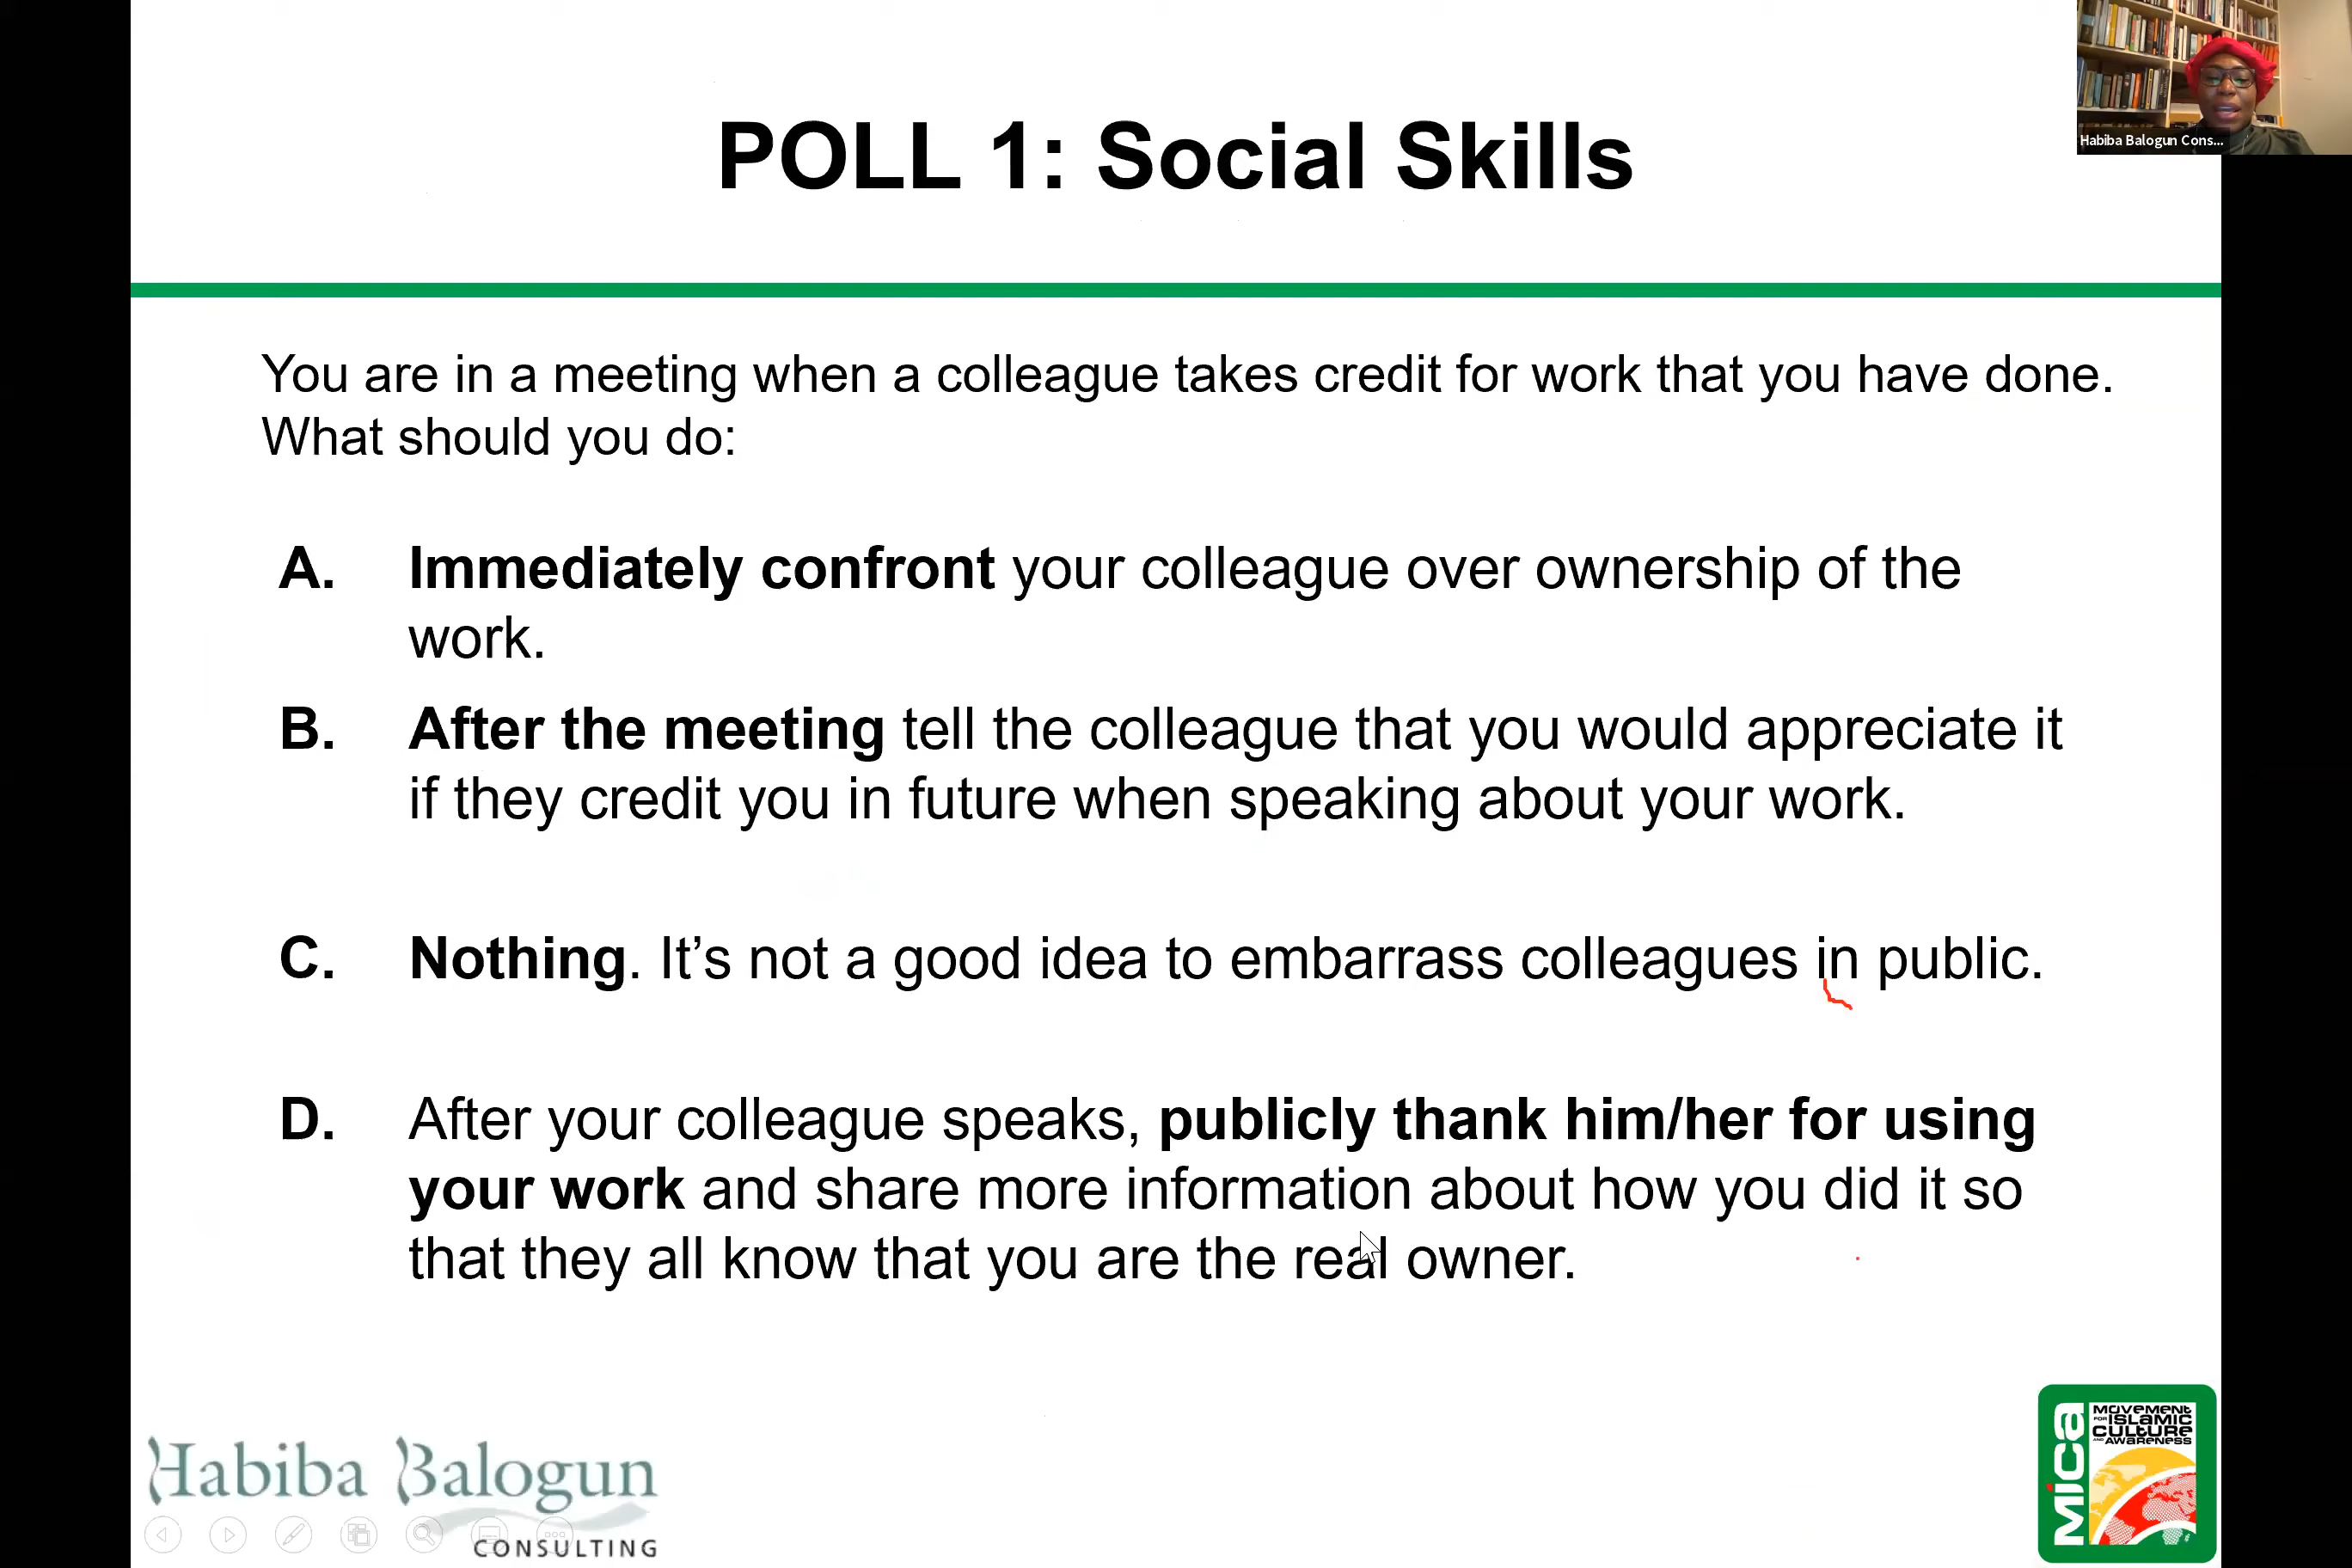 POLL 1: Social Skills
Habiba Balogun Cons...
You are in a meeting when a colleague takes credit for work that you have done.
What should you do:
A. Immediately confront your colleague over ownership of the
work.
B. After the meeting tell the colleague that you would appreciate it
if they credit you in future when speaking about your work.
C. Nothing. It’s not a good idea to embarrass colleagues in public.
D. After your colleague speaks, publicly thank him/her for using
your work and share more information about how you did it so
that they all know that you are the real owner.
Habiba Balogun
CONSULTING
Mica
MOVEMENT
FOR ISLAMIC
CULTURE
AND AWARENESS